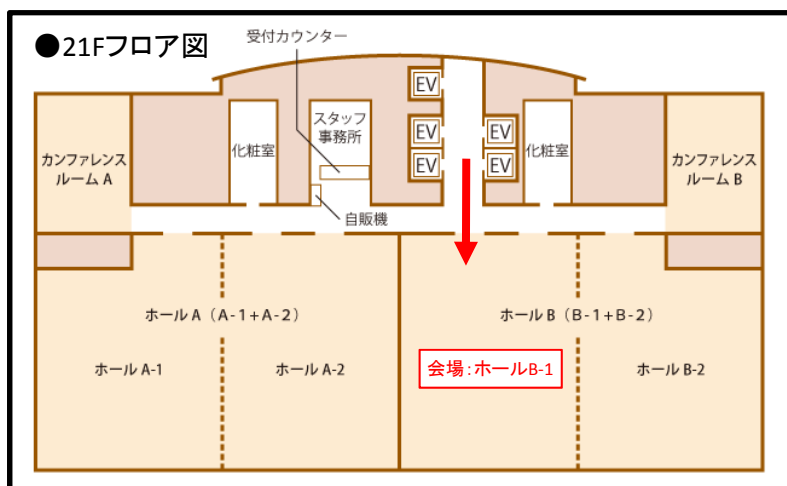 ●21Fフロア図
受付カウンター
EV
EV
EV
EV
EV
スタッフ
事務所
化粧室
化粧室
カンファレンス
ルーム A
カンファレンス
ルーム B
自販機
ホール A（A-1+A-2）
ホール B（B-1+B-2）
ホール A-1
ホール A-2
会場：ホールB-1
ホール B-2